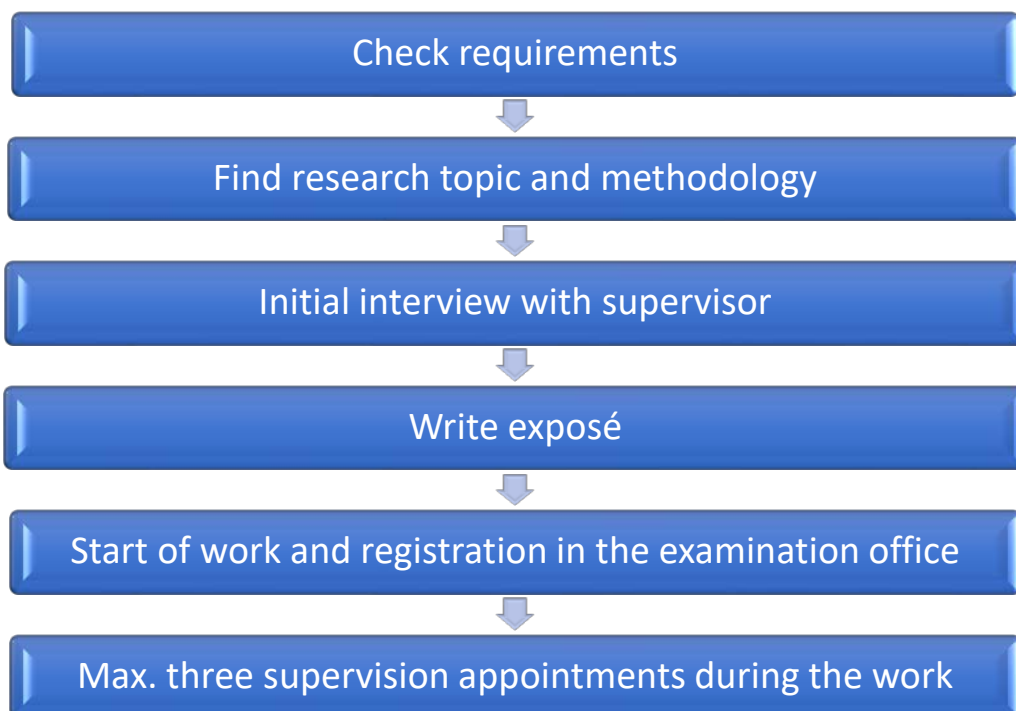 Check requirements
Find research topic and methodology
Initial interview with supervisor
Write exposé
Start of work and registration in the examination office
Max. three supervision appointments during the work